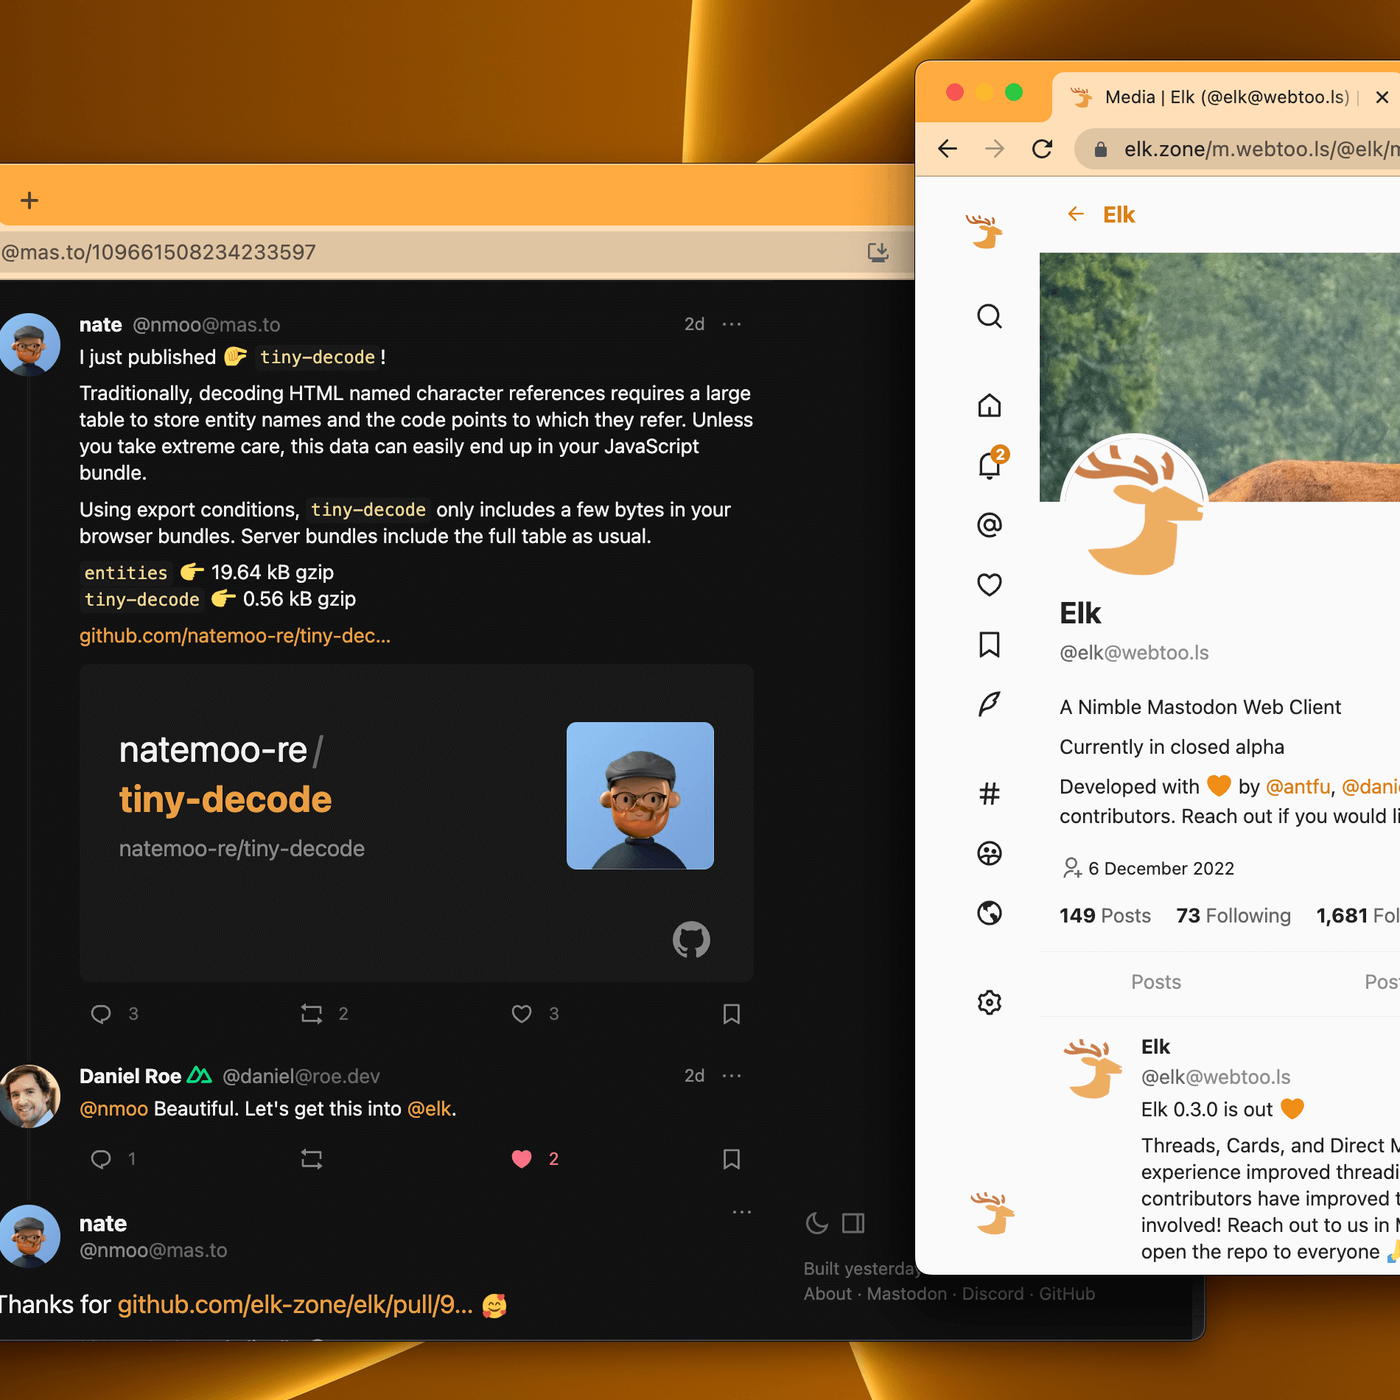 @mas.to/109661508234233597
nate @nmoo@mas.to 2d
I just published tiny-decode!
Traditionally, decoding HTML named character references requires a large
table to store entity names and the code points to which they refer. Unless
you take extreme care, this data can easily end up in your JavaScript
bundle.
Using export conditions, tiny-decode only includes a few bytes in your
browser bundles. Server bundles include the full table as usual.
entities 👉 19.64 kB gzip
tiny-decode 👉 0.56 kB gzip
github.com/natemoo-re/tiny-dec...
natemoo-re/
tiny-decode
natemoo-re/tiny-decode
3 2 3
Daniel Roe @daniel@roe.dev 2d
@nmoo Beautiful. Let's get this into @elk.
1 2
nate
@nmoo@mas.to
Thanks for github.com/elk-zone/elk/pull/9... 🥰
Built yesterday
About · Mastodon · Discord · GitHub
Media | Elk (@elk@webtoo.ls) |
elk.zone/m.webtoo.ls/@elk/m
Elk
2
Elk
@elk@webtoo.ls
A Nimble Mastodon Web Client
Currently in closed alpha
Developed with 🧡 by @antfu, @dani
contributors. Reach out if you would li
6 December 2022
149 Posts 73 Following 1,681 Fol
Posts Pos
Elk
@elk@webtoo.ls
Elk 0.3.0 is out 🧡
Threads, Cards, and Direct M
experience improved threadi
contributors have improved t
involved! Reach out to us in M
open the repo to everyone